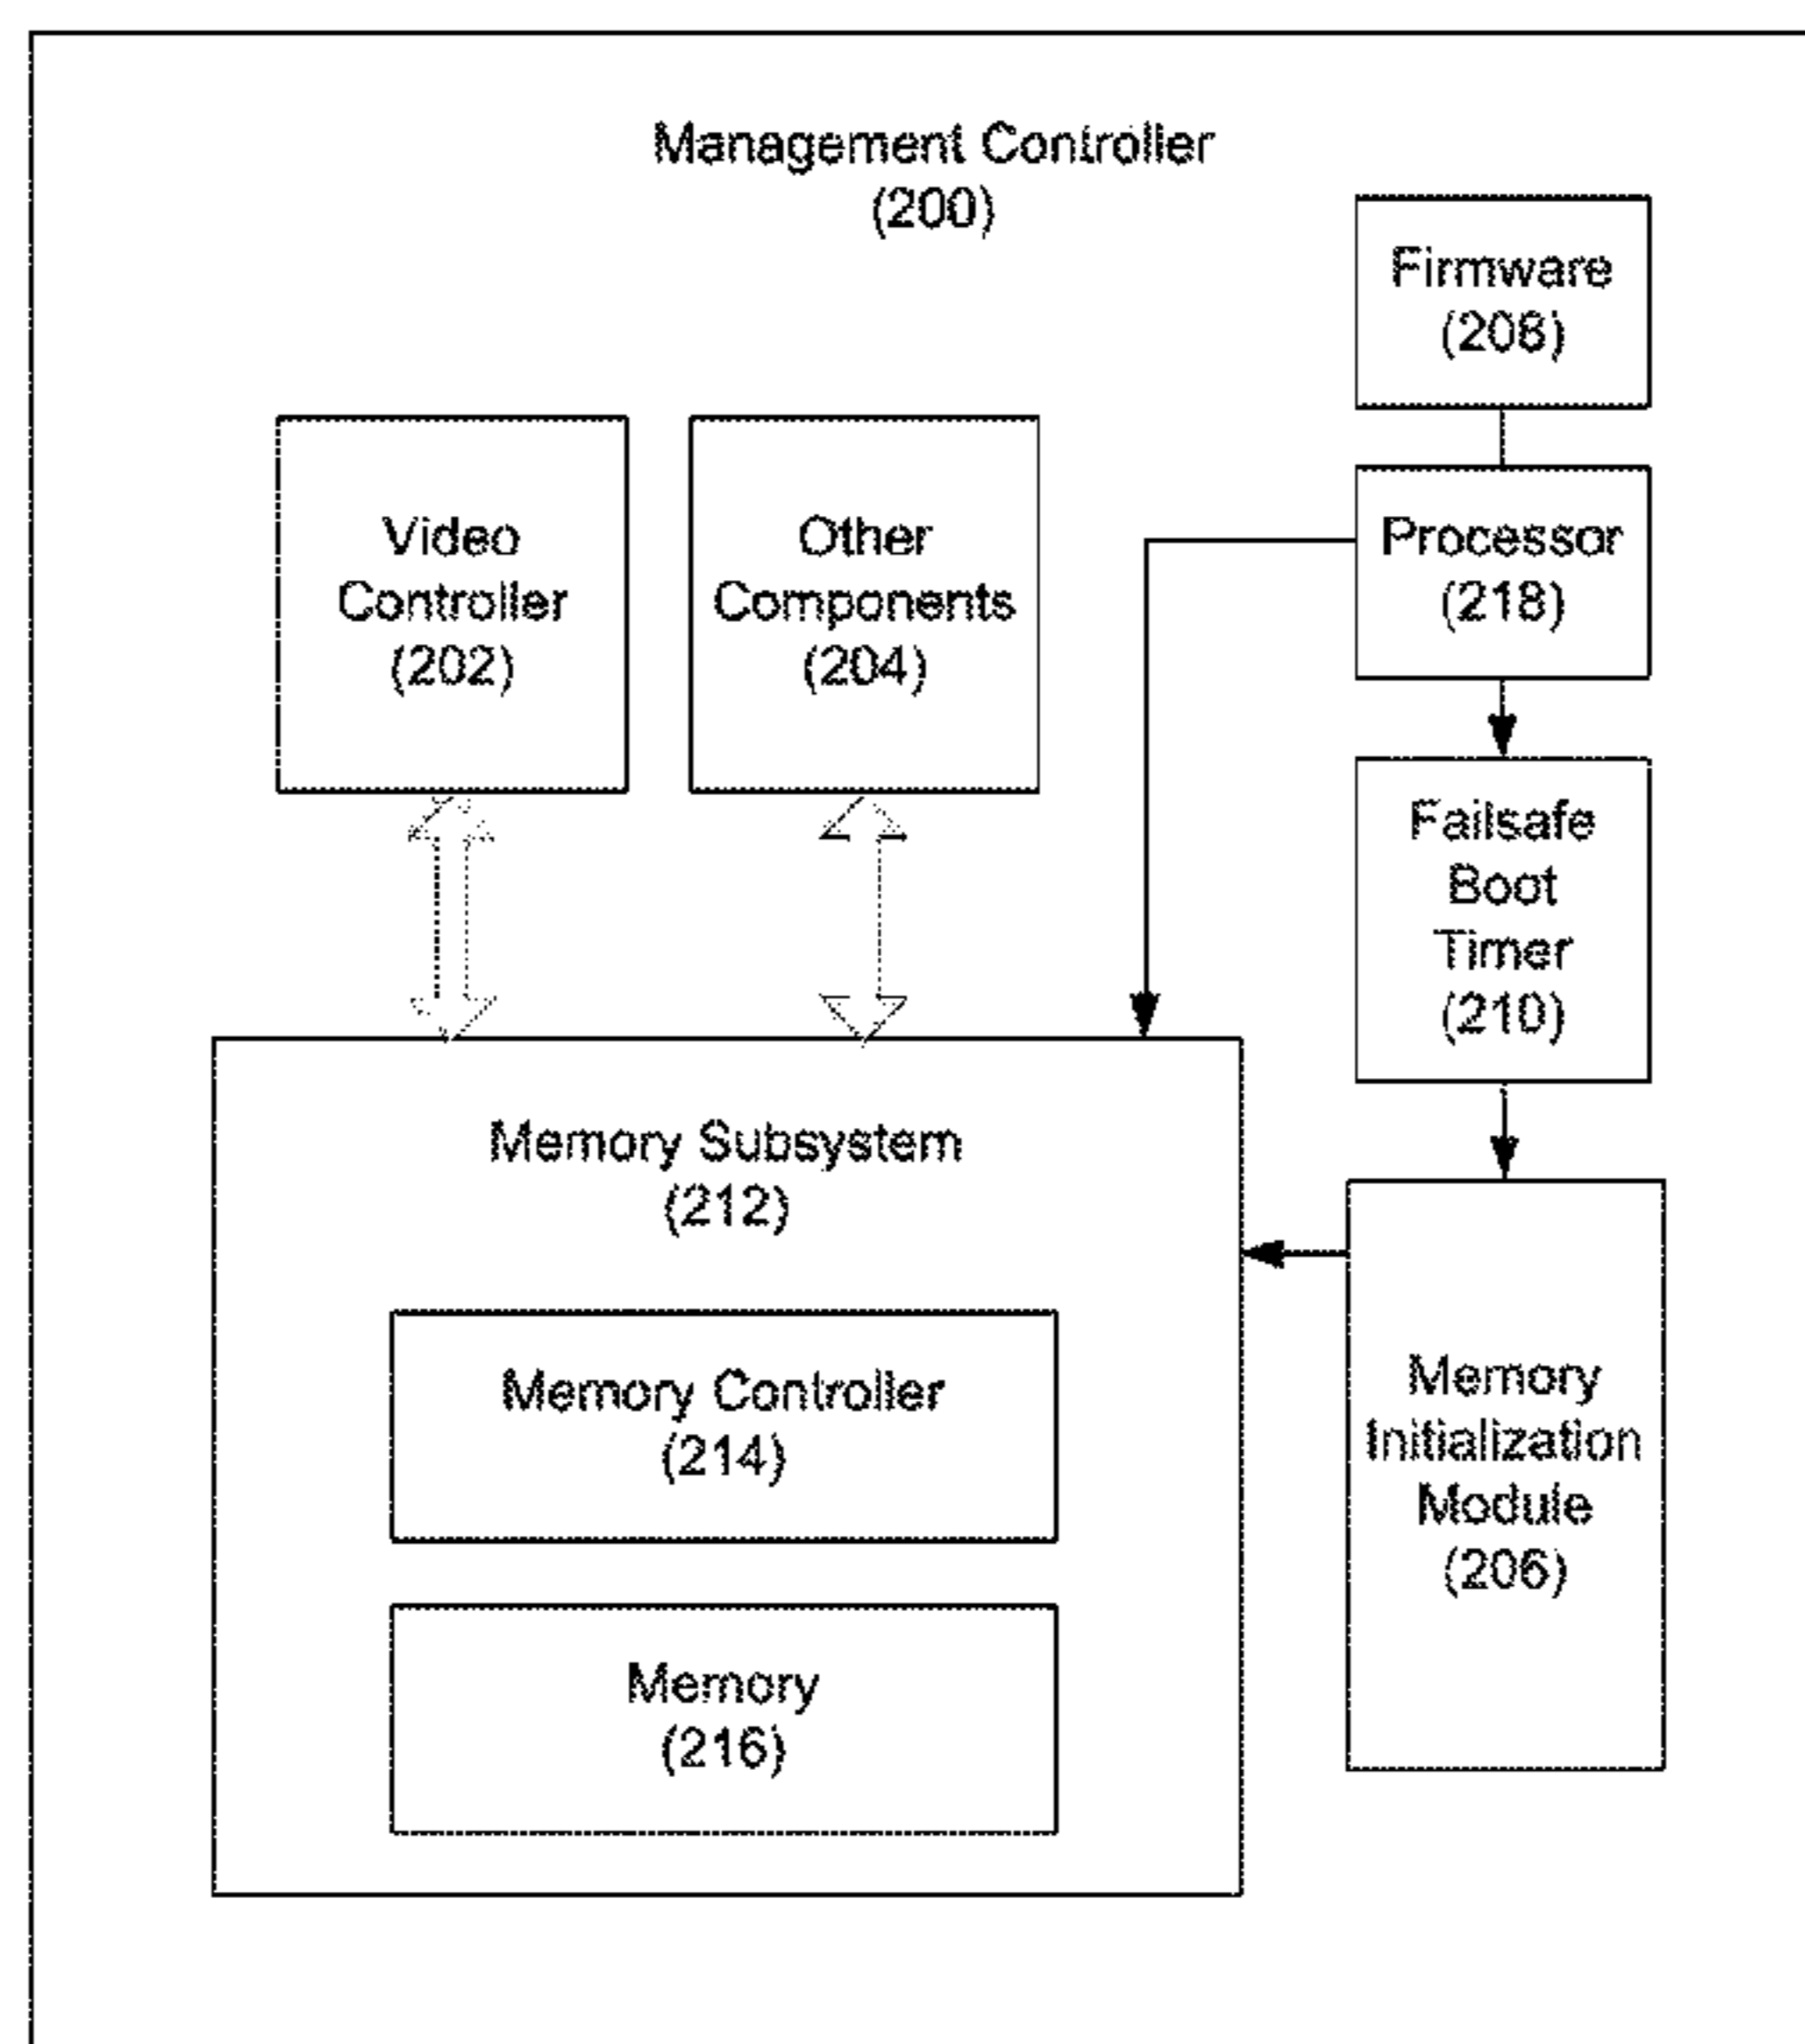 Management Controller
(200)
Firmware
(208)
Video
Controller
(202)
Other
Components
(204)
Processor
(218)
Failsafe
Boot
Timer
(210)
Memory Subsystem
(212)
Memory Controller
(214)
Memory
(216)
Memory
Initialization
Module
(206)